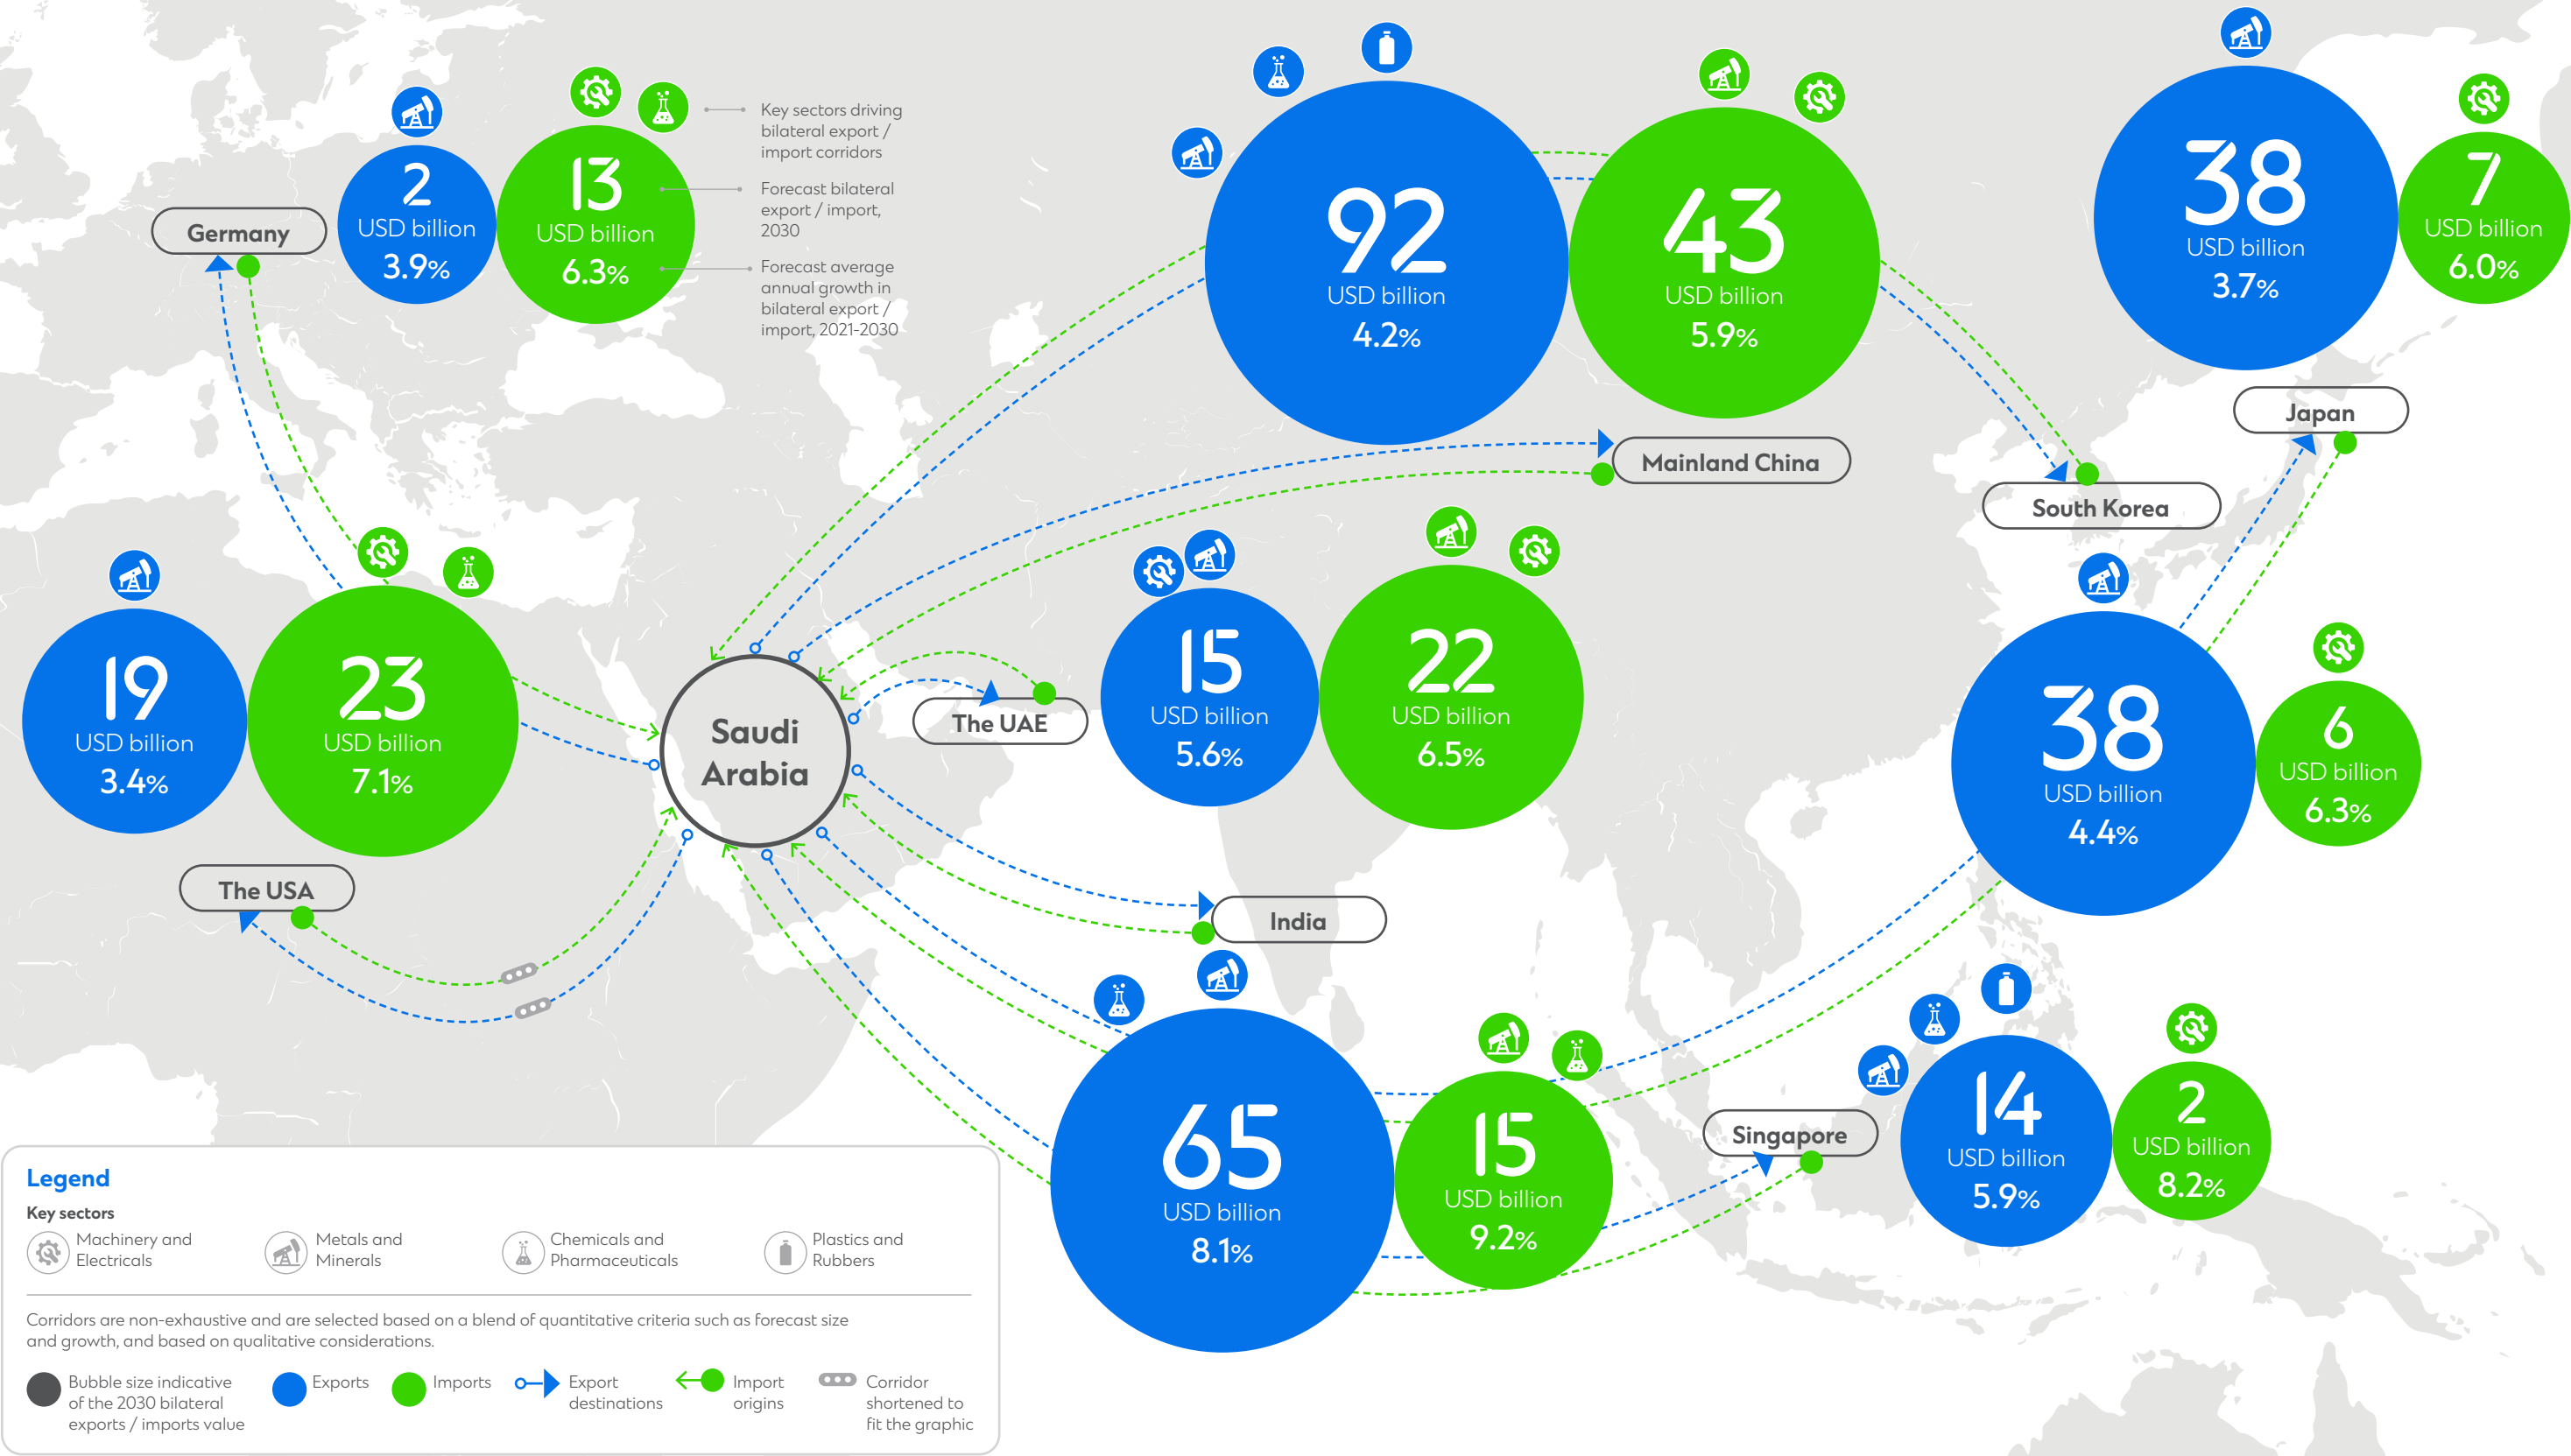 Germany
2
USD billion
3.9%
13
USD billion
6.3%
Key sectors driving
bilateral export /
import corridors
Forecast bilateral
export / import,
2030
Forecast average
annual growth in
bilateral export /
import, 2021-2030
92
USD billion
4.2%
43
USD billion
5.9%
Mainland China
38
USD billion
3.7%
7
USD billion
6.0%
Japan
South Korea
19
USD billion
3.4%
23
USD billion
7.1%
The USA
Saudi
Arabia
The UAE
15
USD billion
5.6%
22
USD billion
6.5%
38
USD billion
4.4%
6
USD billion
6.3%
India
65
USD billion
8.1%
15
USD billion
9.2%
Singapore
14
USD billion
5.9%
2
USD billion
8.2%
Legend
Key sectors
Machinery and
Electricals
Metals and
Minerals
Chemicals and
Pharmaceuticals
Plastics and
Rubbers
Corridors are non-exhaustive and are selected based on a blend of quantitative criteria such as forecast size
and growth, and based on qualitative considerations.
Bubble size indicative
of the 2030 bilateral
exports / imports value
Exports
Imports
Export
destinations
Import
origins
Corridor
shortened to
fit the graphic